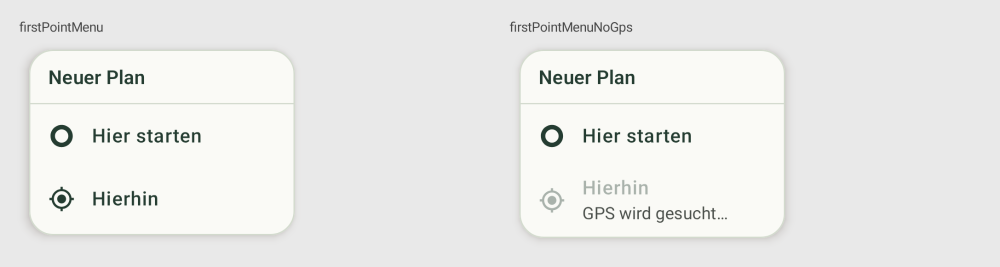 firstPointMenu
Neuer Plan
Hier starten
Hierhin
firstPointMenuNoGps
Neuer Plan
Hier starten
Hierhin
GPS wird gesucht…